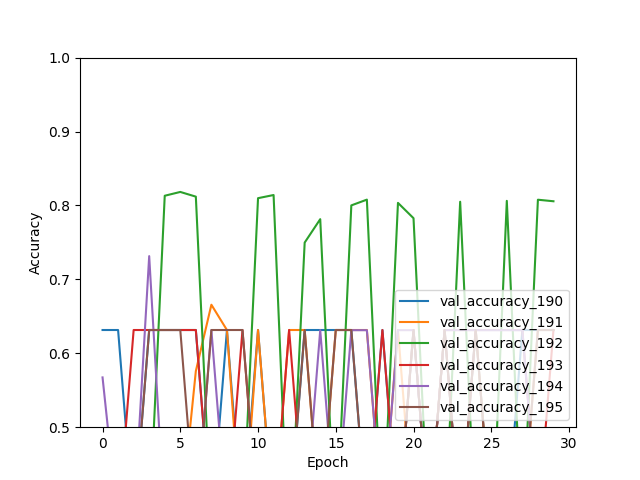 1.0
0.9
0.8
0.7
0.6
0.5
Accuracy
0
5
10
15
20
25
30
Epoch
val_accuracy_190
val_accuracy_191
val_accuracy_192
val_accuracy_193
val_accuracy_194
val_accuracy_195